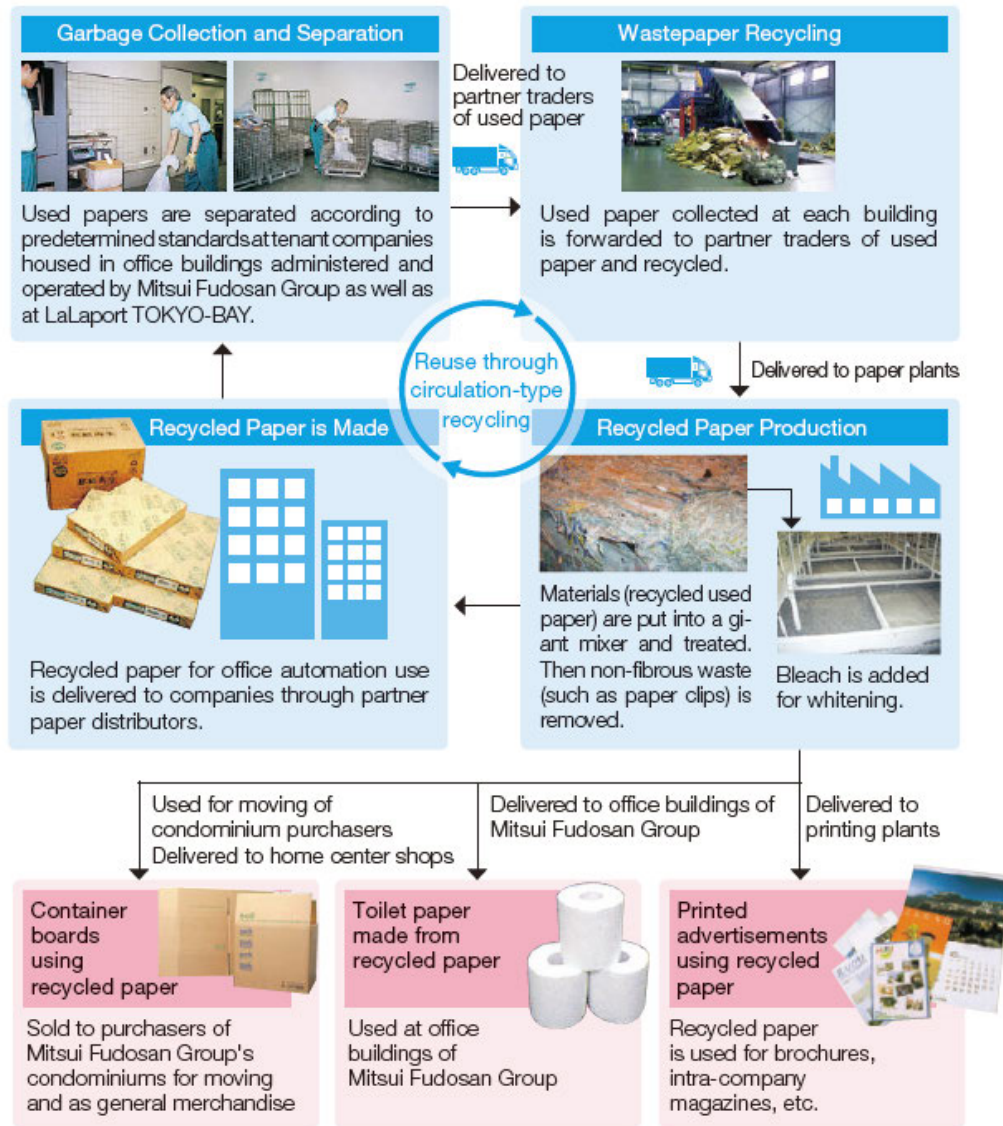 Garbage Collection and Separation
Used papers are separated according to
predetermined standards at tenant companies
housed in office buildings administered and
operated by Mitsui Fudosan Group as well as
at LaLaport TOKYO-BAY.
Delivered to
partner traders
of used paper
Wastepaper Recycling
Used paper collected at each building
is forwarded to partner traders of used
paper and recycled.
Reuse through
circulation-type
recycling
Delivered to paper plants
Recycled Paper is Made
Recycled paper for office automation use
is delivered to companies through partner
paper distributors.
Recycled Paper Production
Materials (recycled used
paper) are put into a gi-
ant mixer and treated.
Then non-fibrous waste
(such as paper clips) is
removed.
Bleach is added
for whitening.
Used for moving of
condominium purchasers
Delivered to home center shops
Delivered to office buildings of
Mitsui Fudosan Group
Delivered to
printing plants
Container
boards
using
recycled paper
Sold to purchasers of
Mitsui Fudosan Group's
condominiums for moving
and as general merchandise
Toilet paper
made from
recycled paper
Used at office
buildings of
Mitsui Fudosan Group
Printed
advertisements
using recycled
paper
Recycled paper
is used for brochures,
intra-company
magazines, etc.